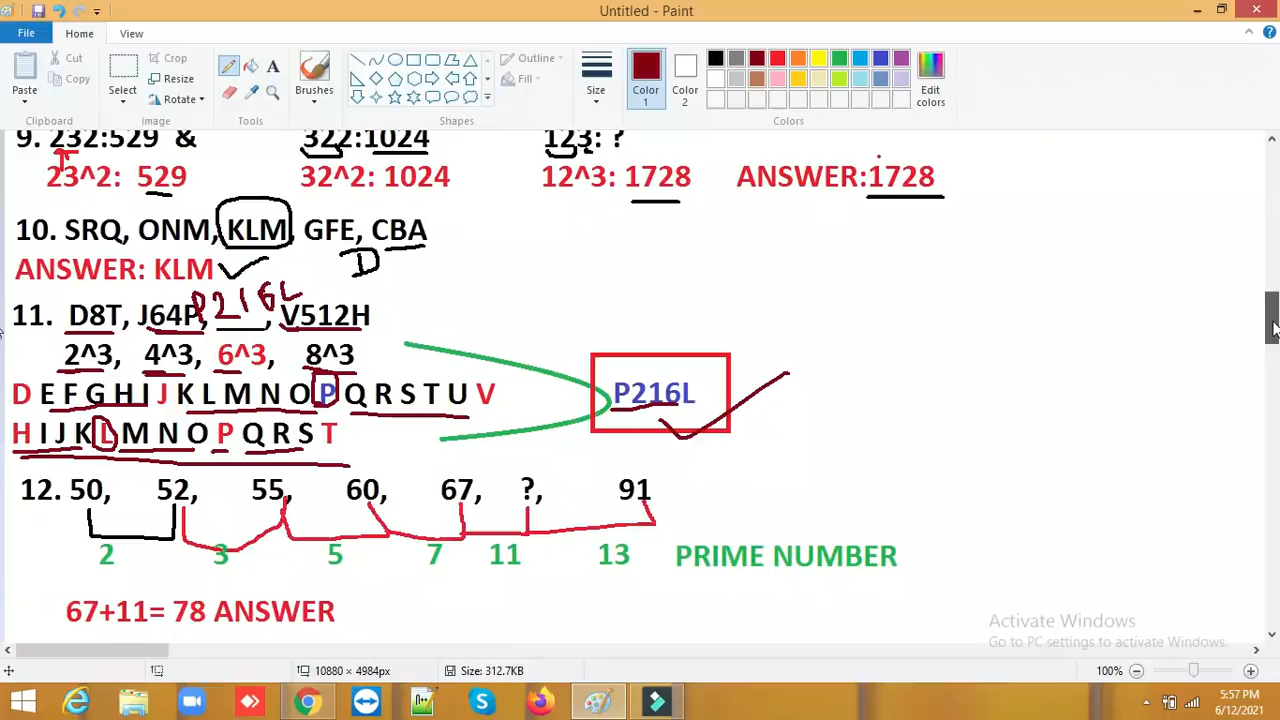 Untitled - Paint
File Home View
Cut
Copy
Paste
Clipboard
Select
Crop
Resize
Rotate
Image
Tools
Brushes
Shapes
Outline
Fill
Size
Color 1
Color 2
Edit colors
Colors
9. 232:529 & 322:1024 123: ?
23^2: 529 32^2: 1024 12^3: 1728 ANSWER:1728
10. SRQ, ONM, KLM, GFE, CBA
D
ANSWER: KLM
P216L
11. D8T, J64P, ___, V512H
2^3, 4^3, 6^3, 8^3
D E F G H I J K L M N O P Q R S T U V
P216L
H I J K L M N O P Q R S T
12. 50, 52, 55, 60, 67, ?, 91
2 3 5 7 11 13 PRIME NUMBER
67+11= 78 ANSWER
Activate Windows
Go to PC settings to activate Windows.
10880 × 4984px Size: 312.7KB 100%
5:57 PM
6/12/2021